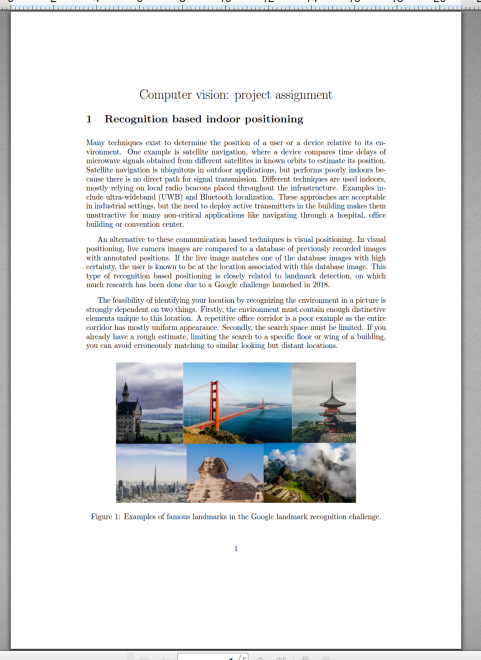 Computer vision: project assignment
1 Recognition based indoor positioning
Many techniques exist to determine the position of a user or a device relative to its en-
vironment. One example is satellite navigation, where a device compares time delays of
microwave signals obtained from different satellites in known orbits to estimate its position.
Satellite navigation is ubiquitous in outdoor applications, but performs poorly indoors be-
cause there is no direct path for signal transmission. Different techniques are used indoors,
mostly relying on local radio beacons placed throughout the infrastructure. Examples in-
clude ultra-wideband (UWB) and Bluetooth localization. These approaches are acceptable
in industrial settings, but the need to deploy active transmitters in the building makes them
unattractive for many non-critical applications like navigating through a hospital, office
building or convention center.
An alternative to these communication based techniques is visual positioning. In visual
positioning, live camera images are compared to a database of previously recorded images
with annotated positions. If the live image matches one of the database images with high
certainty, the user is known to be at the location associated with this database image. This
type of recognition based positioning is closely related to landmark detection, on which
much research has been done due to a Google challenge launched in 2018.
The feasibility of identifying your location by recognizing the environment in a picture is
strongly dependent on two things. Firstly, the environment must contain enough distinctive
elements unique to this location. A repetitive office corridor is a poor example as the entire
corridor has mostly uniform appearance. Secondly, the search space must be limited. If you
already have a rough estimate, limiting the search to a specific floor or wing of a building,
you can avoid erroneously matching to similar looking but distant locations.
Figure 1: Examples of famous landmarks in the Google landmark recognition challenge.
1